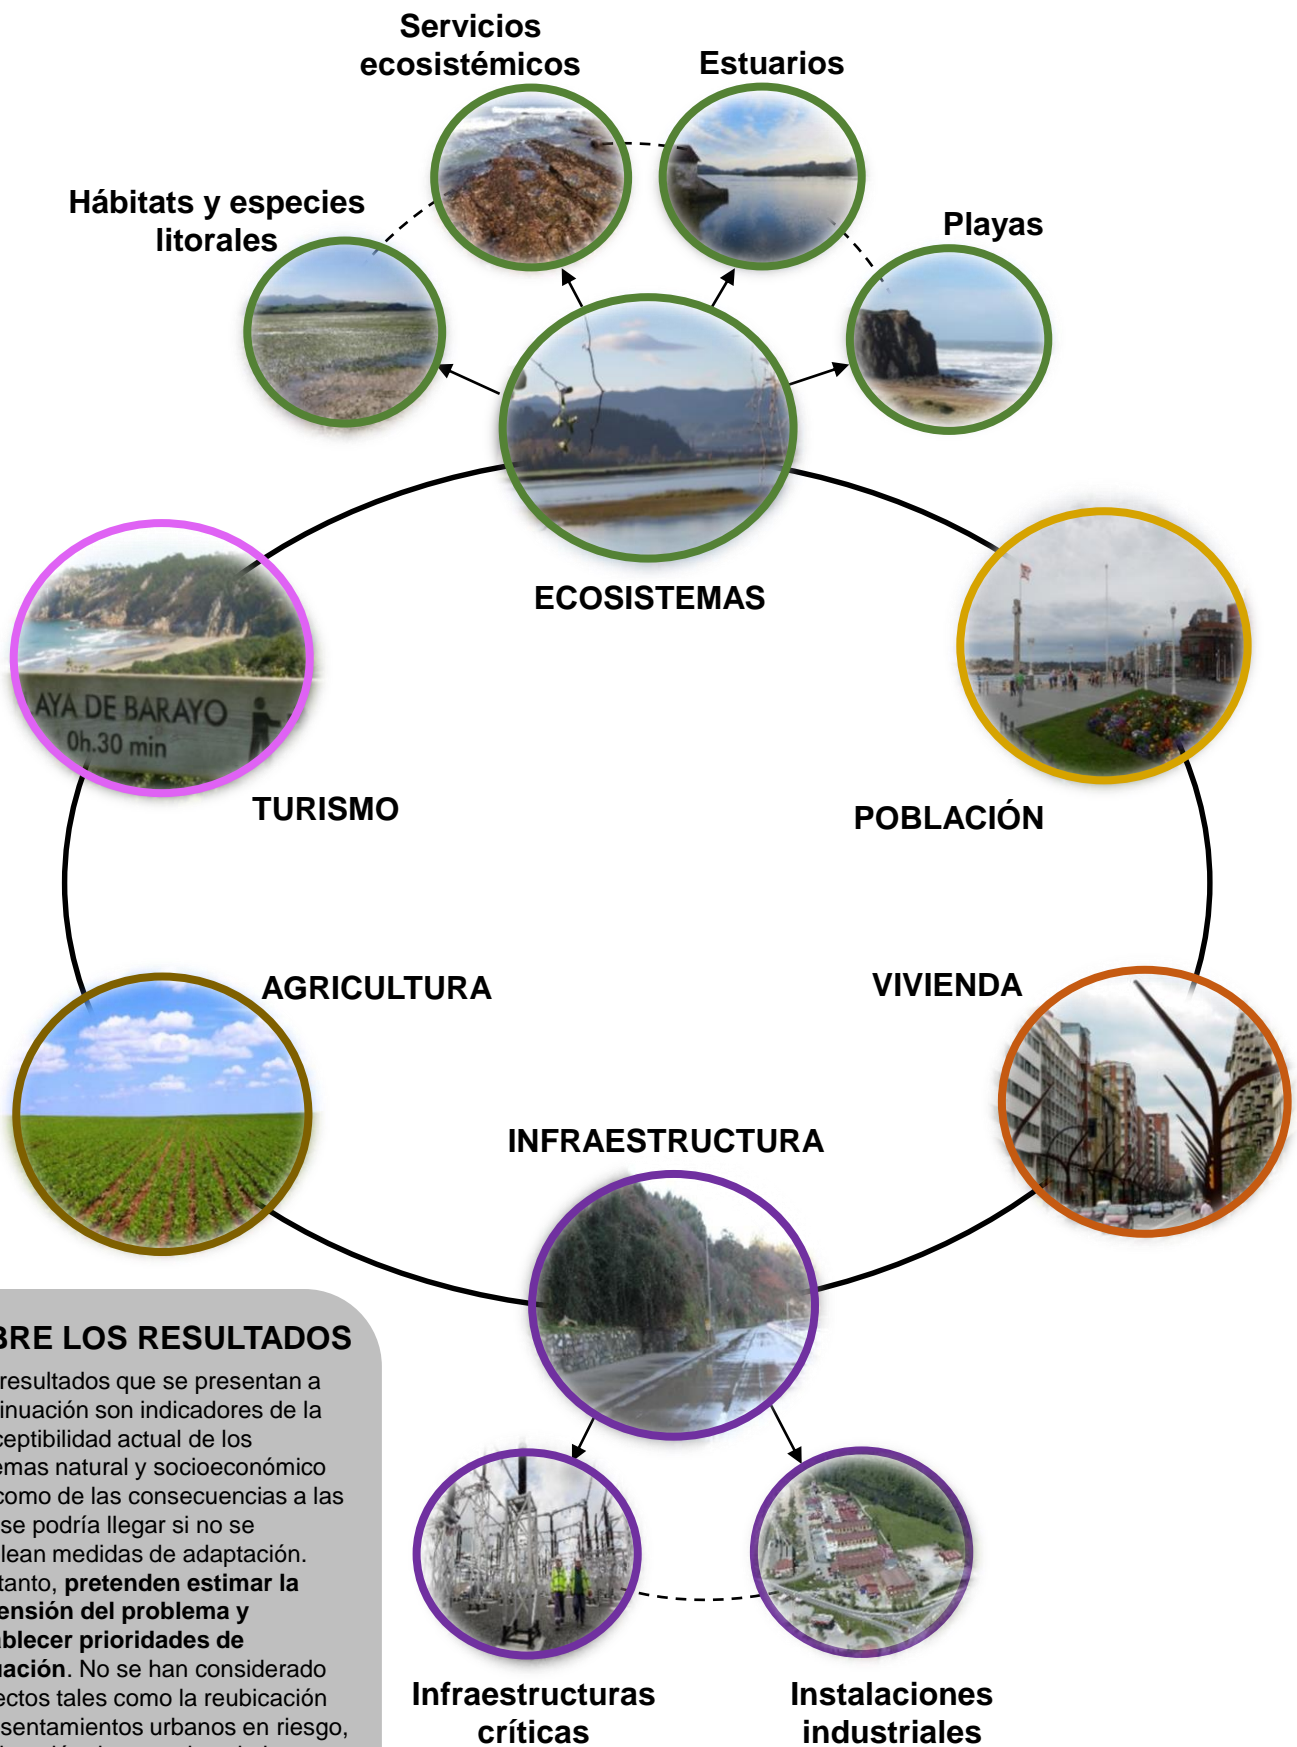 Servicios
ecosistémicos
Estuarios
Hábitats y especies
litorales
Playas
ECOSISTEMAS
AYA DE BARAYO
0h.30 min
TURISMO
POBLACIÓN
AGRICULTURA
VIVIENDA
INFRAESTRUCTURA
BRE LOS RESULTADOS
resultados que se presentan a
inuación son indicadores de la
ceptibilidad actual de los
emas natural y socioeconómico
como de las consecuencias a las
se podría llegar si no se
lean medidas de adaptación.
tanto, pretenden estimar la
ensión del problema y
ablecer prioridades de
uación. No se han considerado
ectos tales como la reubicación
sentamientos urbanos en riesgo,
Infraestructuras
críticas
Instalaciones
industriales